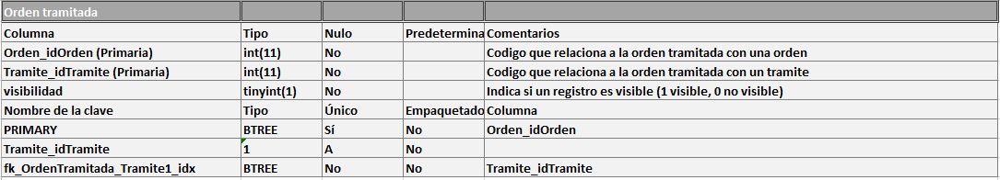 Orden tramitada
Columna Tipo Nulo Predetermina Comentarios
Orden_idOrden (Primaria) int(11) No Codigo que relaciona a la orden tramitada con una orden
Tramite_idTramite (Primaria) int(11) No Codigo que relaciona a la orden tramitada con un tramite
visibilidad tinyint(1) No Indica si un registro es visible (1 visible, 0 no visible)
Nombre de la clave Tipo Único Empaquetado Columna
PRIMARY BTREE Sí No Orden_idOrden
Tramite_idTramite 1 A No
fk_OrdenTramitada_Tramite1_idx BTREE No No Tramite_idTramite